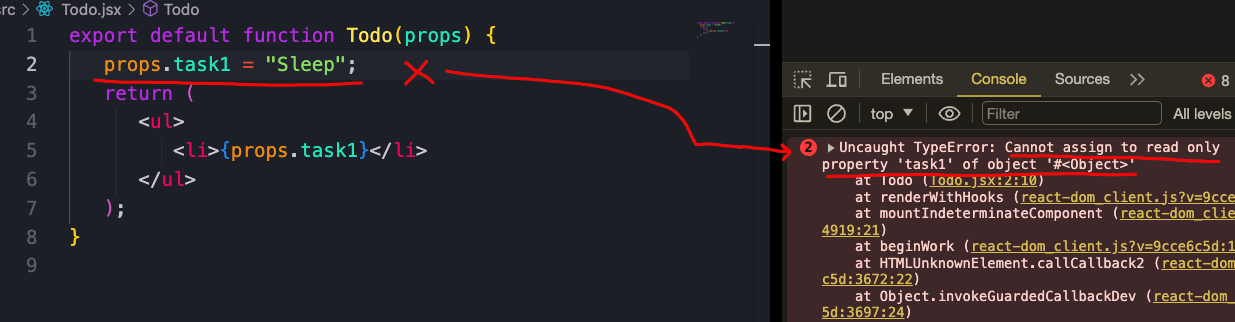 src > Todo.jsx > Todo
1 export default function Todo(props) {
2 props.task1 = "Sleep";
3 return (
4 <ul>
5 <li>{props.task1}</li>
6 </ul>
7 );
8 }
9
Elements Console Sources 8
top Filter All levels
2 Uncaught TypeError: Cannot assign to read only
property 'task1' of object '#<Object>'
at Todo (Todo.jsx:2:10)
at renderWithHooks (react-dom_client.js?v=9cce
at mountIndeterminateComponent (react-dom_clie
4919:21)
at beginWork (react-dom_client.js?v=9cce6c5d:1
at HTMLUnknownElement.callCallback2 (react-dom
c5d:3672:22)
at Object.invokeGuardedCallbackDev (react-dom_
5d:3697:24)